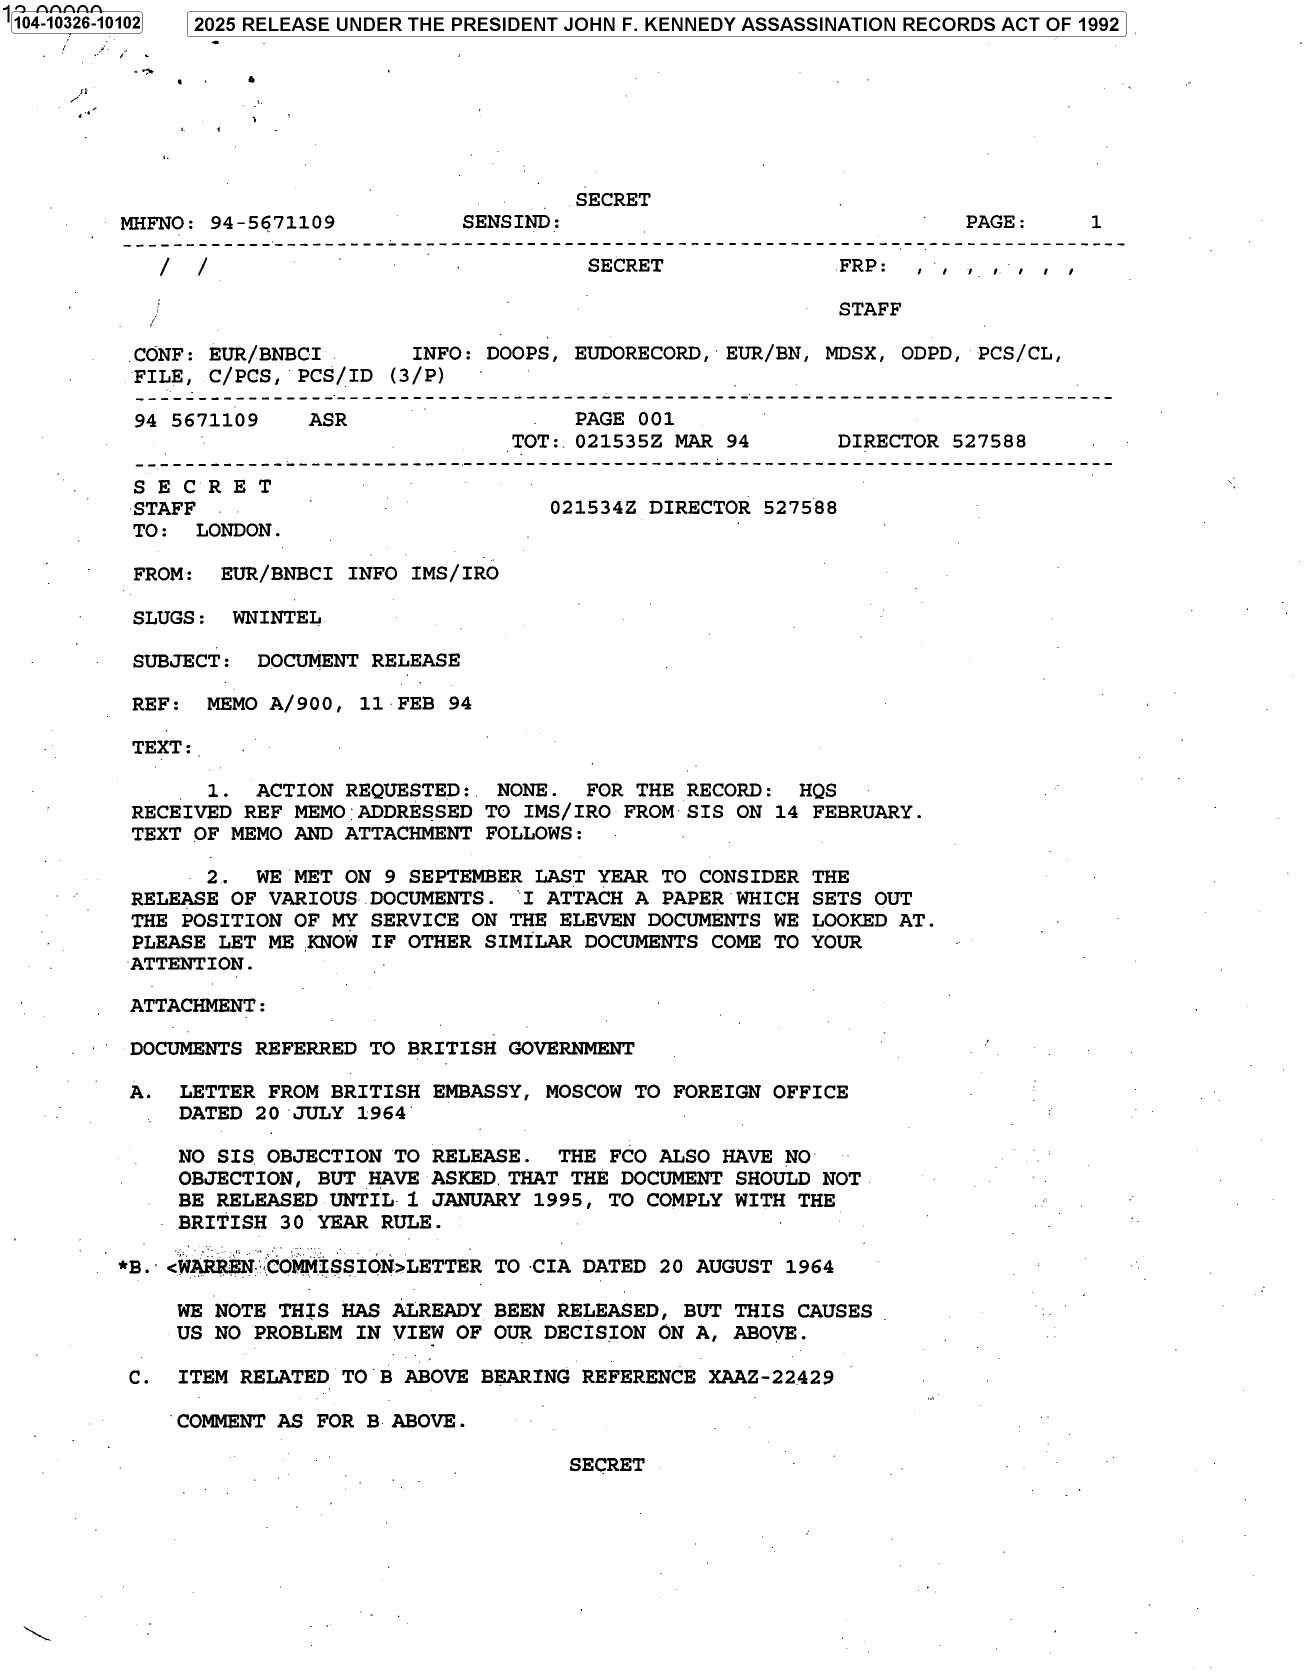 104-10326-10102
2025 RELEASE UNDER THE PRESIDENT JOHN F. KENNEDY ASSASSINATION RECORDS ACT OF 1992
SECRET
MHFNO: 94-5671109 SENSIND: PAGE: 1
--------------------------------------------------------------------------------
/ / SECRET FRP: , , , , , , ,
STAFF
CONF: EUR/BNBCI INFO: DOOPS, EUDORECORD, EUR/BN, MDSX, ODPD, PCS/CL,
FILE, C/PCS, PCS/ID (3/P)
------------------------------------------------------------------------------
94 5671109 ASR PAGE 001
TOT: 021535Z MAR 94 DIRECTOR 527588
------------------------------------------------------------------------------
S E C R E T
STAFF 021534Z DIRECTOR 527588
TO: LONDON.
FROM: EUR/BNBCI INFO IMS/IRO
SLUGS: WNINTEL
SUBJECT: DOCUMENT RELEASE
REF: MEMO A/900, 11 FEB 94
TEXT:
1. ACTION REQUESTED: NONE. FOR THE RECORD: HQS
RECEIVED REF MEMO ADDRESSED TO IMS/IRO FROM SIS ON 14 FEBRUARY.
TEXT OF MEMO AND ATTACHMENT FOLLOWS:
2. WE MET ON 9 SEPTEMBER LAST YEAR TO CONSIDER THE
RELEASE OF VARIOUS DOCUMENTS. I ATTACH A PAPER WHICH SETS OUT
THE POSITION OF MY SERVICE ON THE ELEVEN DOCUMENTS WE LOOKED AT.
PLEASE LET ME KNOW IF OTHER SIMILAR DOCUMENTS COME TO YOUR
ATTENTION.
ATTACHMENT:
DOCUMENTS REFERRED TO BRITISH GOVERNMENT
A. LETTER FROM BRITISH EMBASSY, MOSCOW TO FOREIGN OFFICE
DATED 20 JULY 1964
NO SIS OBJECTION TO RELEASE. THE FCO ALSO HAVE NO
OBJECTION, BUT HAVE ASKED THAT THE DOCUMENT SHOULD NOT
BE RELEASED UNTIL 1 JANUARY 1995, TO COMPLY WITH THE
BRITISH 30 YEAR RULE.
*B. <WARREN COMMISSION>LETTER TO CIA DATED 20 AUGUST 1964
WE NOTE THIS HAS ALREADY BEEN RELEASED, BUT THIS CAUSES
US NO PROBLEM IN VIEW OF OUR DECISION ON A, ABOVE.
C. ITEM RELATED TO B ABOVE BEARING REFERENCE XAAZ-22429
COMMENT AS FOR B ABOVE.
SECRET